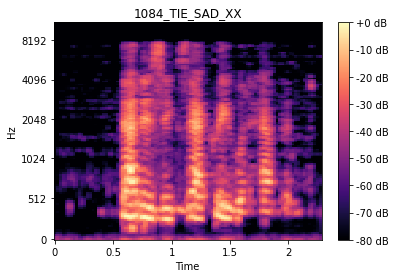 1084_TIE_SAD_XX
+0 dB
8192
-10 dB
4096
-20 dB
-30 dB
2048
Hz
-40 dB
1024
-50 dB
512
-60 dB
-70 dB
0
-80 dB
0
0.5
1
1.5
2
Time